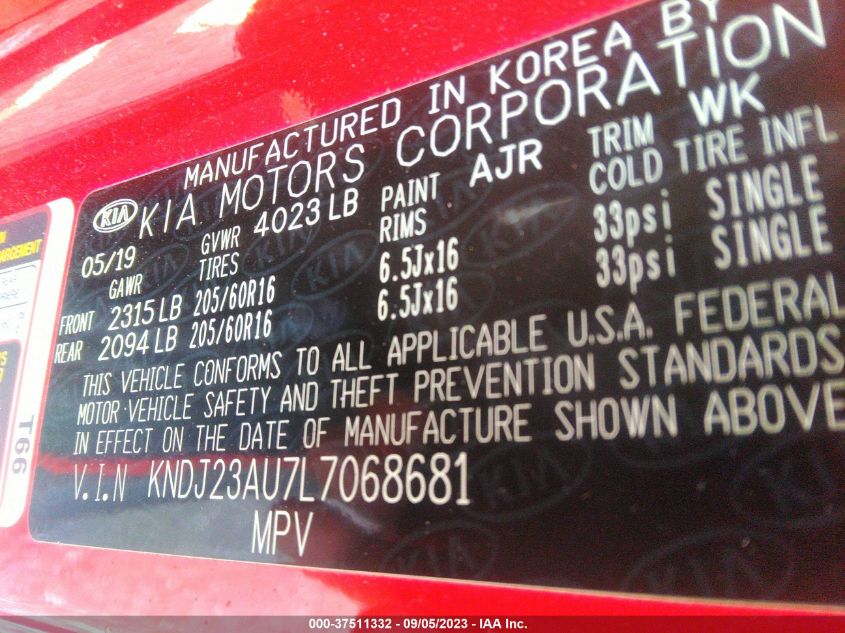 MANUFACTURED IN KOREA BY
KIA KIA MOTORS CORPORATION
05/19 GVWR 4023 LB PAINT AJR TRIM WK
GAWR TIRES RIMS COLD TIRE INFL
FRONT 2315 LB 205/60R16 6.5Jx16 33psi SINGLE
REAR 2094 LB 205/60R16 6.5Jx16 33psi SINGLE
THIS VEHICLE CONFORMS TO ALL APPLICABLE U.S.A. FEDERAL
MOTOR VEHICLE SAFETY AND THEFT PREVENTION STANDARDS
IN EFFECT ON THE DATE OF MANUFACTURE SHOWN ABOVE
V.I.N KNDJ23AU7L7068681
MPV
T66
000-37511332 - 09/05/2023 - IAA Inc.